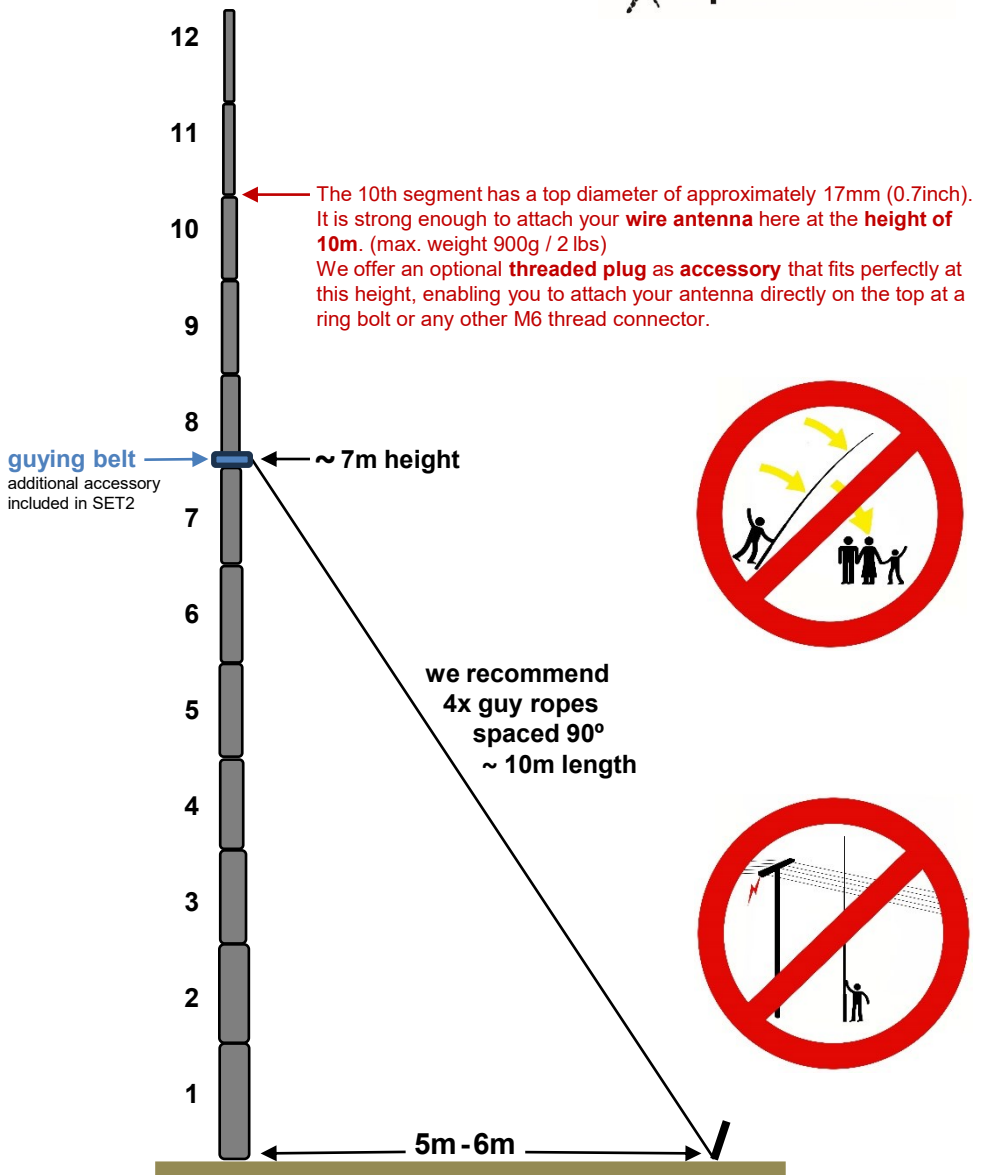 12
11
The 10th segment has a top diameter of approximately 17mm (0.7inch).
It is strong enough to attach your wire antenna here at the height of
10m. (max. weight 900g / 2 lbs)
We offer an optional threaded plug as accessory that fits perfectly at
this height, enabling you to attach your antenna directly on the top at a
ring bolt or any other M6 thread connector.
10
9
8
guying belt
additional accessory
included in SET2
~ 7m height
7
6
we recommend
4x guy ropes
spaced 90º
~ 10m length
5
4
3
2
1
5m - 6m